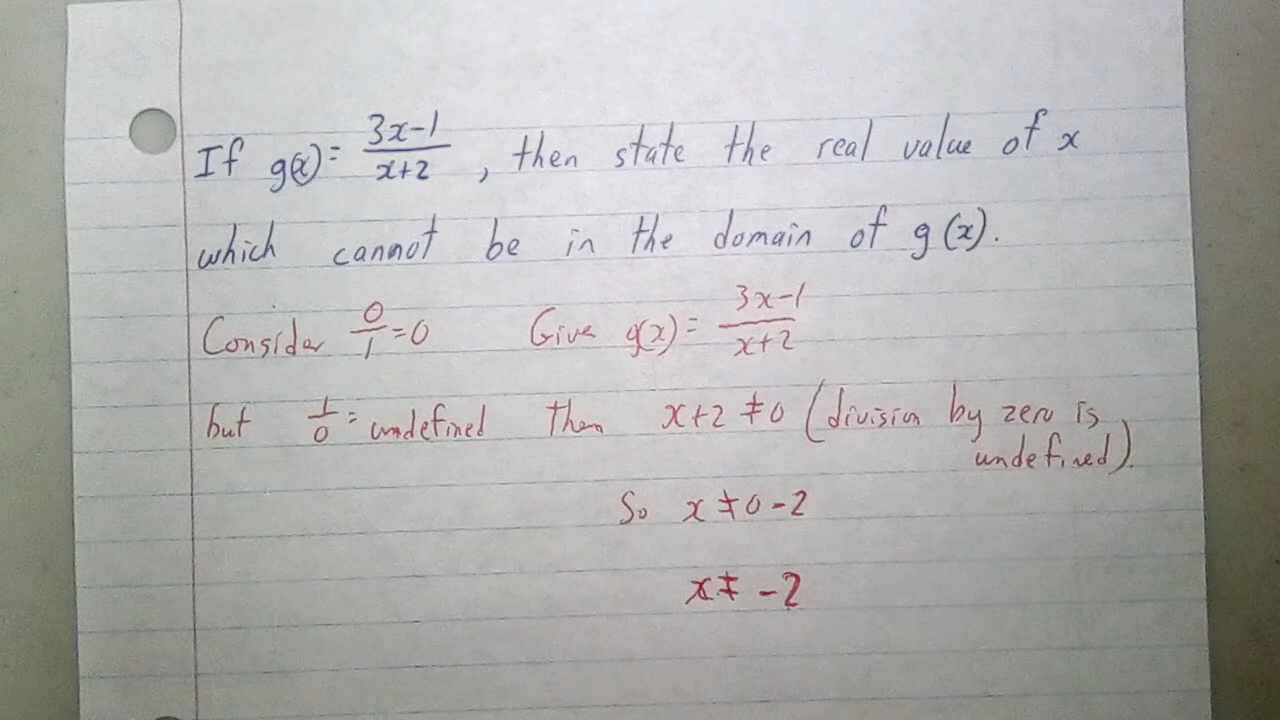 If g(x) = (3x-1)/(x+2), then state the real value of x
which cannot be in the domain of g(x).
Consider 0/1 = 0 Give g(x) = (3x-1)/(x+2)
but 1/0 = undefined then x+2 ≠ 0 (division by zero is
undefined).
So x ≠ 0 - 2
x ≠ -2